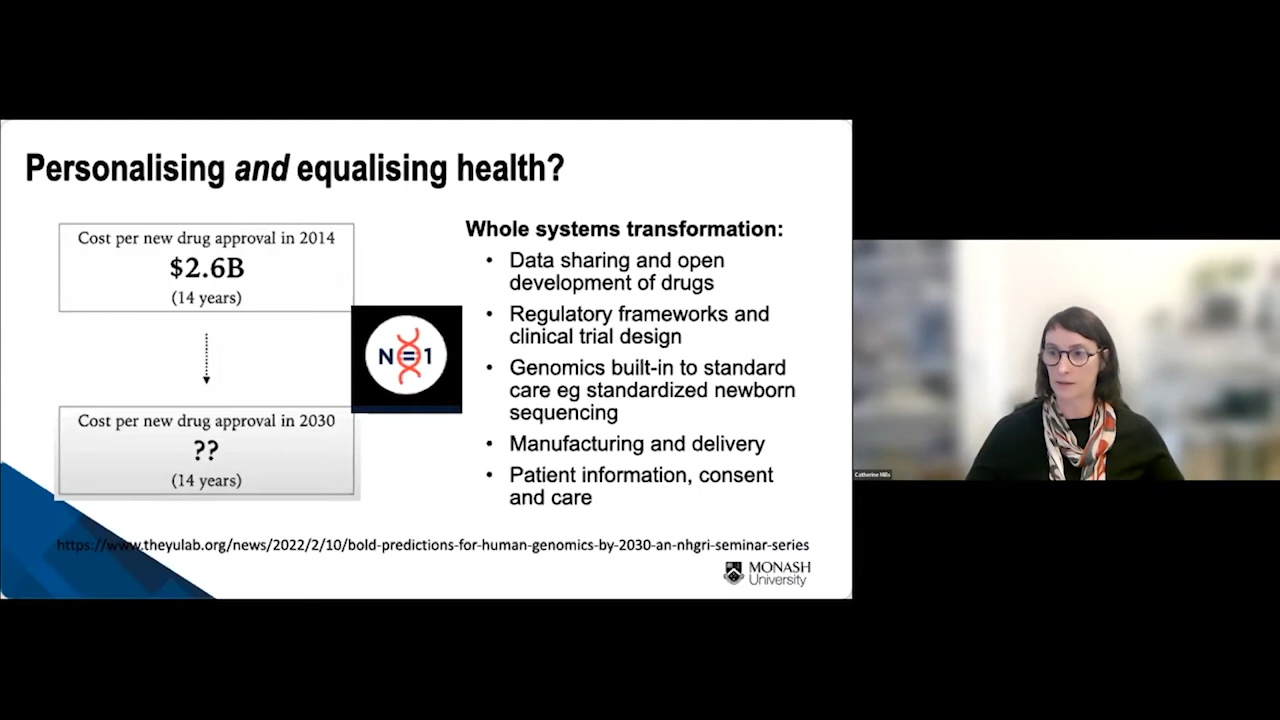 Personalising and equalising health?
Cost per new drug approval in 2014
$2.6B
(14 years)
N=1
Cost per new drug approval in 2030
??
(14 years)
Whole systems transformation:
• Data sharing and open
development of drugs
• Regulatory frameworks and
clinical trial design
• Genomics built-in to standard
care eg standardized newborn
sequencing
• Manufacturing and delivery
• Patient information, consent
and care
https://www.theyulab.org/news/2022/2/10/bold-predictions-for-human-genomics-by-2030-an-nhgri-seminar-series
MONASH
University
Catherine Mills